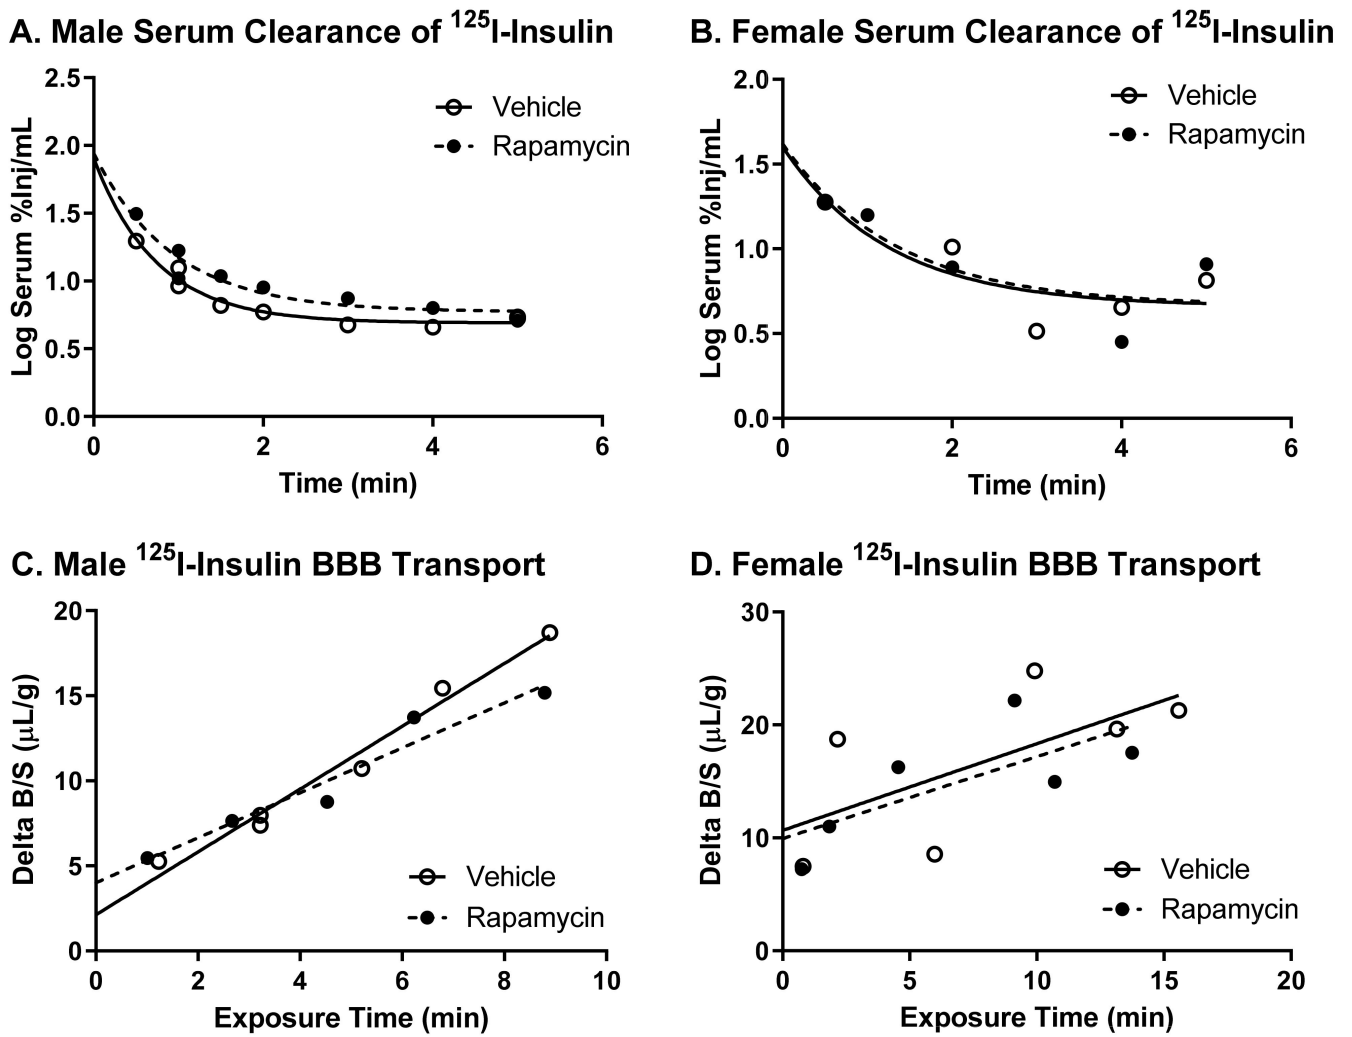 A. Male Serum Clearance of ¹²⁵I-Insulin
Log Serum %Inj/mL
2.5
2.0
1.5
1.0
0.5
0.0
0 2 4 6
Time (min)
Vehicle
Rapamycin
B. Female Serum Clearance of ¹²⁵I-Insulin
Log Serum %Inj/mL
2.0
1.5
1.0
0.5
0.0
0 2 4 6
Time (min)
Vehicle
Rapamycin
C. Male ¹²⁵I-Insulin BBB Transport
Delta B/S (µL/g)
20
15
10
5
0
0 2 4 6 8 10
Exposure Time (min)
Vehicle
Rapamycin
D. Female ¹²⁵I-Insulin BBB Transport
Delta B/S (µL/g)
30
20
10
0
0 5 10 15 20
Exposure Time (min)
Vehicle
Rapamycin